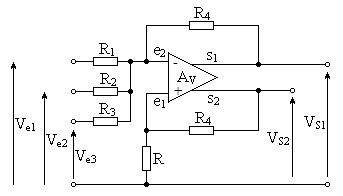 R4
R1 e2 - s1
R2 Av
R3 e1 + s2
Ve1 Ve2 Ve3 R4 VS2 VS1
R